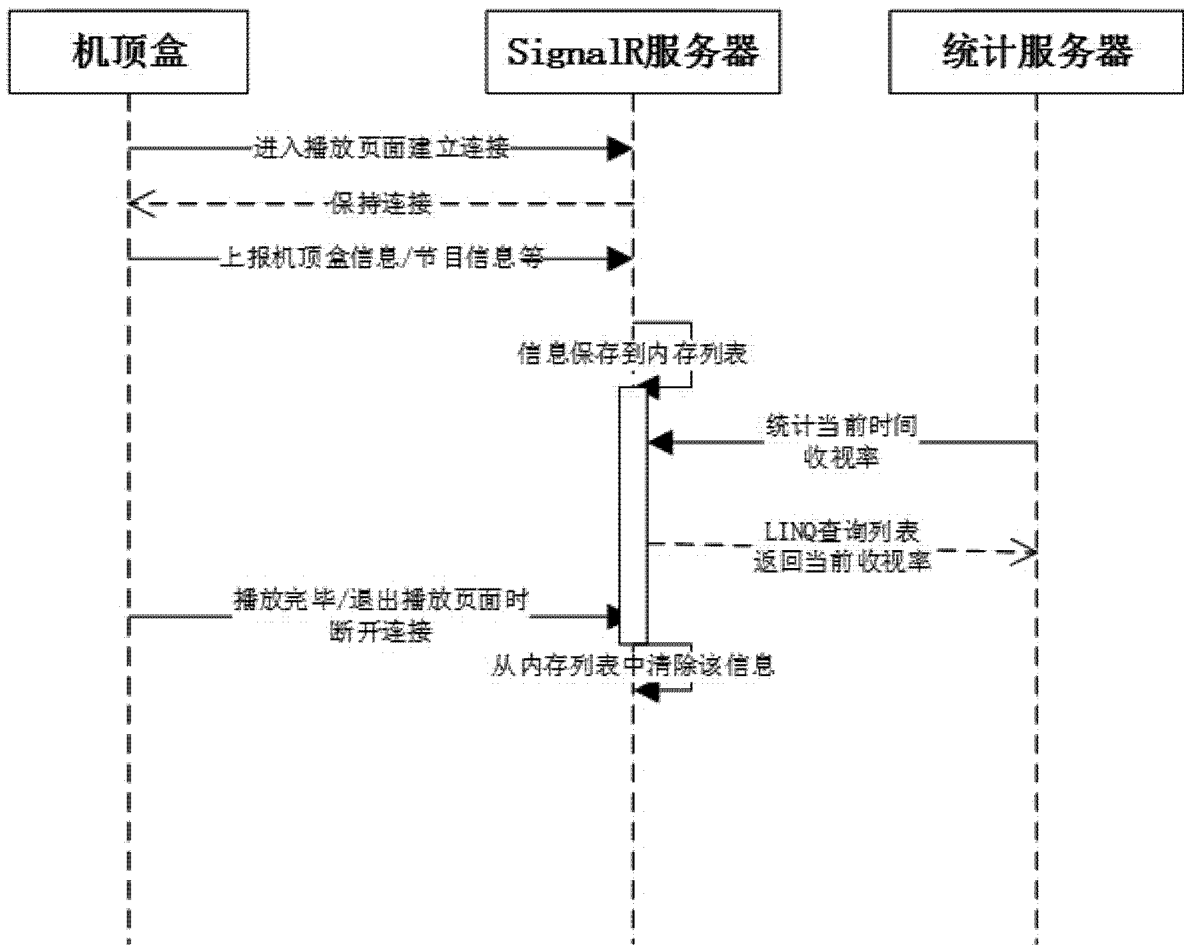 机顶盒
SignalR服务器
统计服务器
进入播放页面建立连接
保持连接
上报机顶盒信息/节目信息等
信息保存到内存列表
统计当前时间
收视率
LINQ查询列表
返回当前收视率
播放完毕/退出播放页面时
断开连接
从内存列表中清除该信息